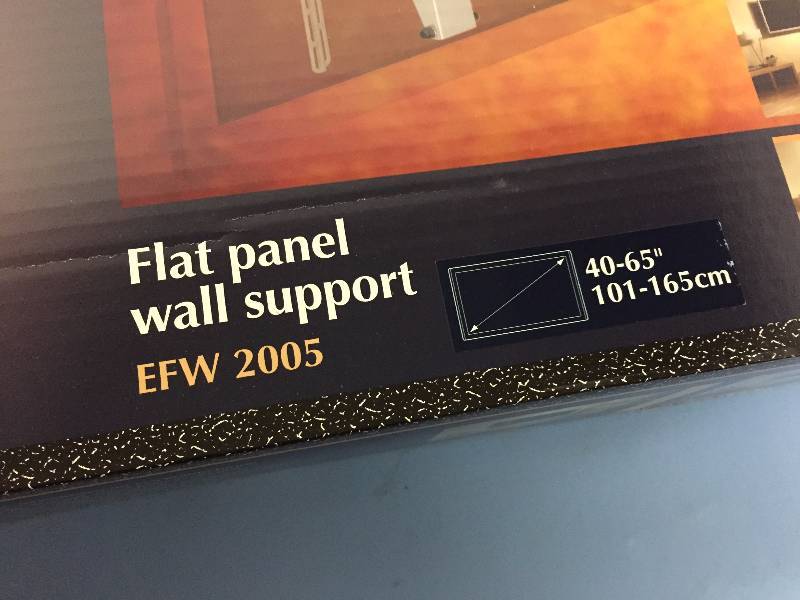 Flat panel
wall support
EFW 2005
40-65"
101-165cm